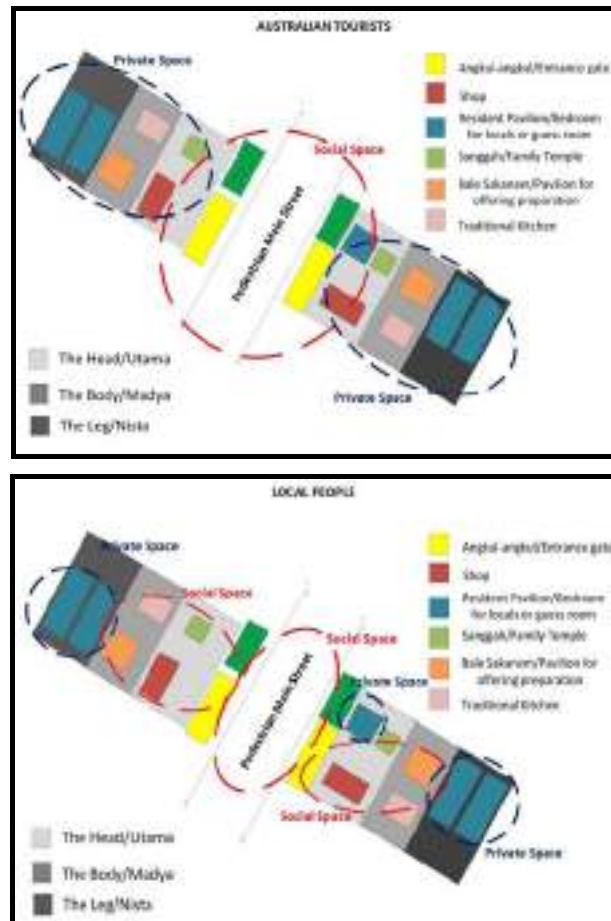 AUSTRALIAN TOURISTS
Private Space
Angkul-angkul/Entrance gate
Shop
Resident Pavilion/Bedroom
for locals or guess room
Social Space
Sanggah/Family Temple
Bale Sakanam/Pavilion for
offering preparation
Traditional Kitchen
Pedestrian Main Street
The Head/Utama
The Body/Madya
The Leg/Nista
Private Space
LOCAL PEOPLE
Private Space
Angkul-angkul/Entrance gate
Shop
Social Space
Resident Pavilion/Bedroom
for locals or guess room
Social Space
Sanggah/Family Temple
Private Space
Bale Sakanam/Pavilion for
offering preparation
Traditional Kitchen
Pedestrian Main Street
Social Space
The Head/Utama
Private Space
The Body/Madya
The Leg/Nista